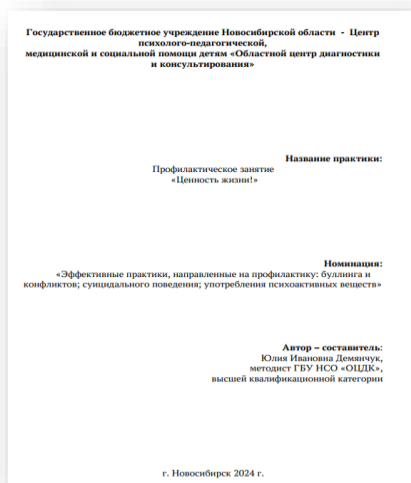 Государственное бюджетное учреждение Новосибирской области - Центр
психолого-педагогической,
медицинской и социальной помощи детям «Областной центр диагностики
и консультирования»
Название практики:
Профилактическое занятие
«Ценность жизни!»
Номинация:
«Эффективные практики, направленные на профилактику: буллинга и
конфликтов; суицидального поведения; употребления психоактивных веществ»
Автор – составитель:
Юлия Ивановна Демянчук,
методист ГБУ НСО «ОЦДК»,
высшей квалификационной категории
г. Новосибирск 2024 г.